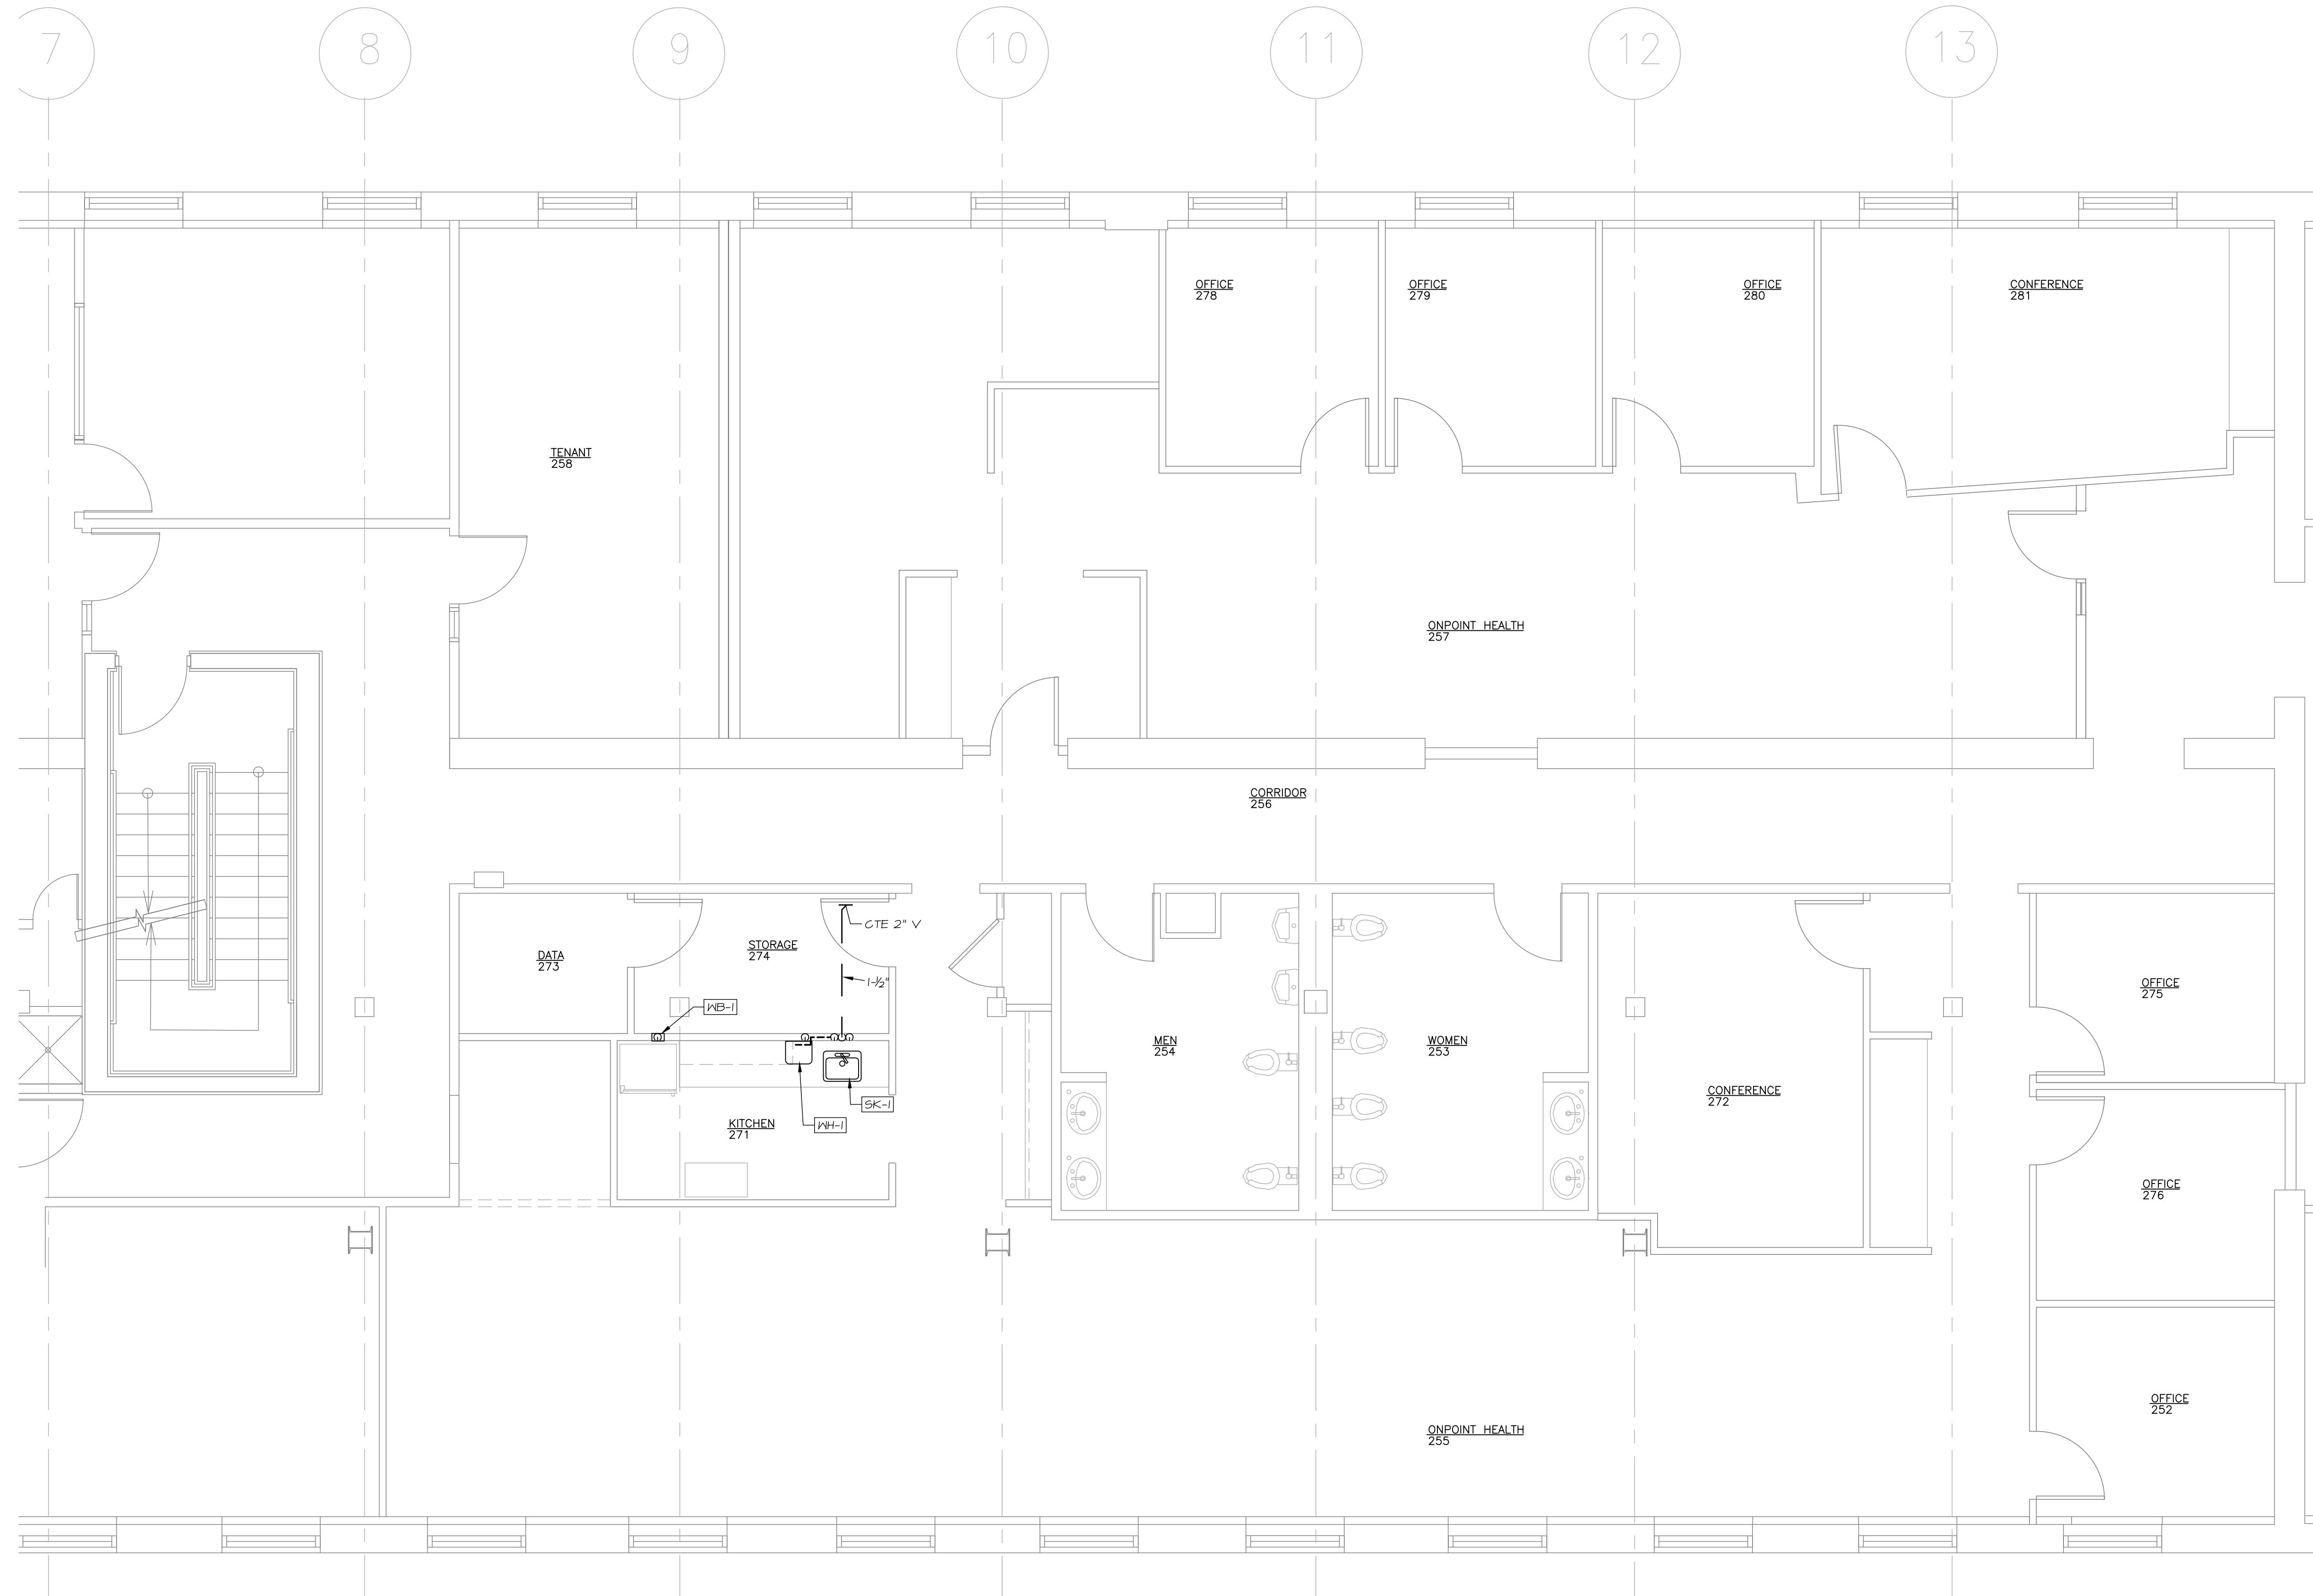 7
8
9
10
11
12
13
OFFICE
278
OFFICE
279
OFFICE
280
CONFERENCE
281
TENANT
258
ONPOINT HEALTH
257
CORRIDOR
256
CTE 2" V
STORAGE
274
DATA
273
1-1/2"
WB-1
OFFICE
275
MEN
254
WOMEN
253
CONFERENCE
272
SK-1
WH-1
KITCHEN
271
OFFICE
276
OFFICE
252
ONPOINT HEALTH
255